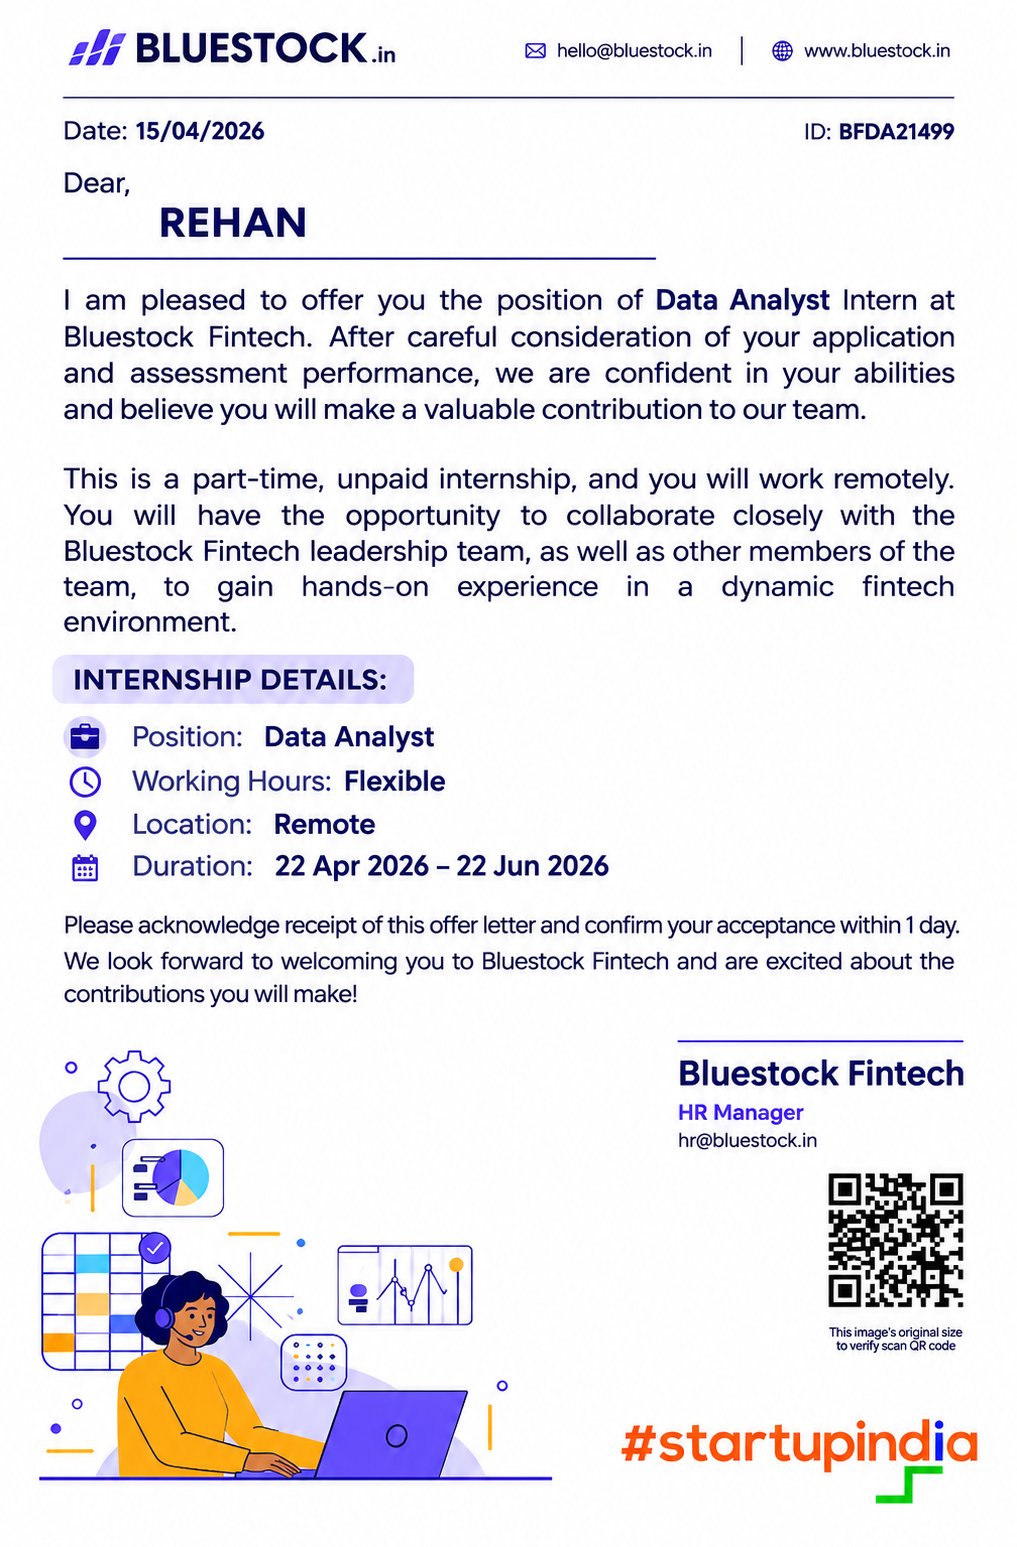 BLUESTOCK.in
hello@bluestock.in
www.bluestock.in
Date: 15/04/2026
ID: BFDA21499
Dear,
REHAN
I am pleased to offer you the position of Data Analyst Intern at
Bluestock Fintech. After careful consideration of your application
and assessment performance, we are confident in your abilities
and believe you will make a valuable contribution to our team.
This is a part-time, unpaid internship, and you will work remotely.
You will have the opportunity to collaborate closely with the
Bluestock Fintech leadership team, as well as other members of the
team, to gain hands-on experience in a dynamic fintech
environment.
INTERNSHIP DETAILS:
Position: Data Analyst
Working Hours: Flexible
Location: Remote
Duration: 22 Apr 2026 – 22 Jun 2026
Please acknowledge receipt of this offer letter and confirm your acceptance within 1 day.
We look forward to welcoming you to Bluestock Fintech and are excited about the
contributions you will make!
Bluestock Fintech
HR Manager
hr@bluestock.in
This image's original size
to verify scan QR code
#startupindia